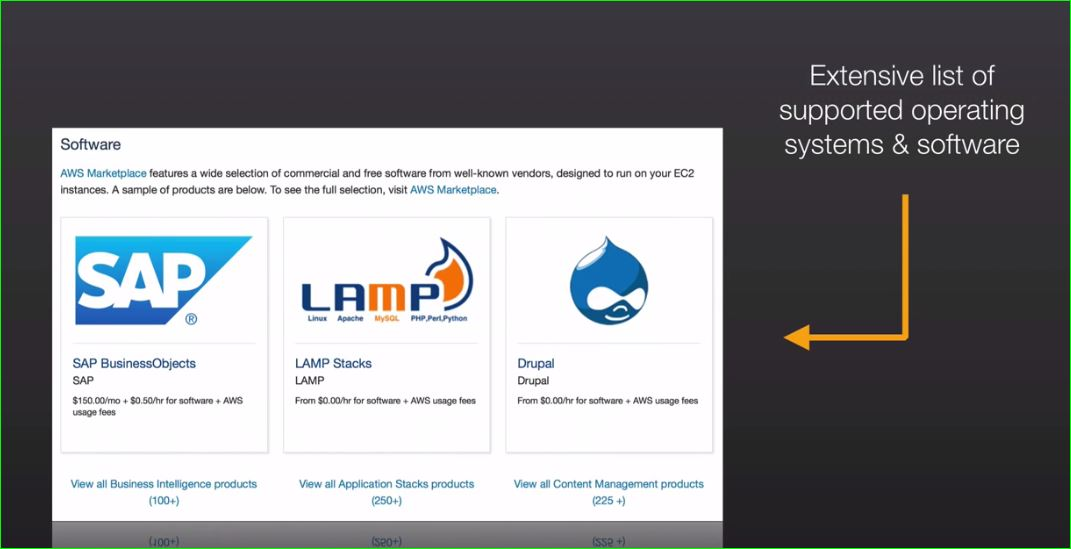 Extensive list of
supported operating
systems & software
Software
AWS Marketplace features a wide selection of commercial and free software from well-known vendors, designed to run on your EC2
instances. A sample of products are below. To see the full selection, visit AWS Marketplace.
SAP ®
LAMP
Linux Apache MySQL PHP,Perl,Python
SAP BusinessObjects
SAP
$150.00/mo + $0.50/hr for software + AWS
usage fees
LAMP Stacks
LAMP
From $0.00/hr for software + AWS usage fees
Drupal
Drupal
From $0.00/hr for software + AWS usage fees
View all Business Intelligence products
(100+)
View all Application Stacks products
(250+)
View all Content Management products
(225 +)